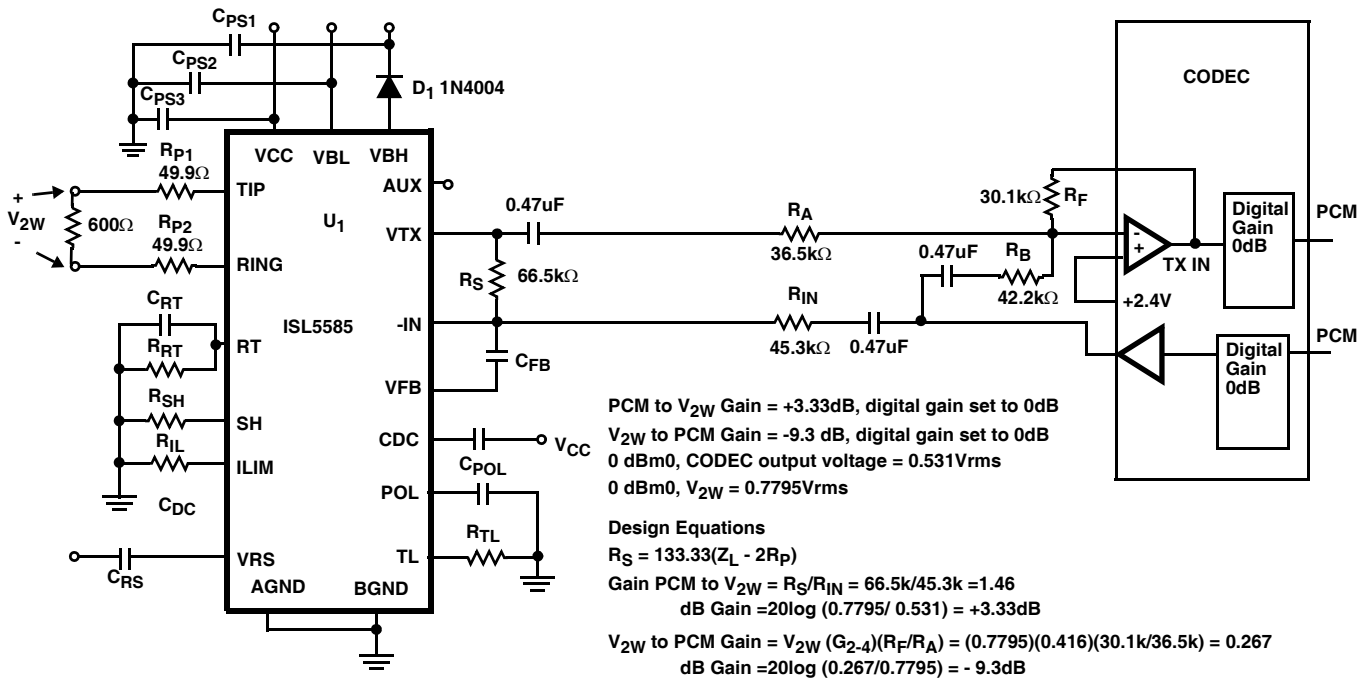 CPS1
CPS2
CPS3
D1 1N4004
VCC
VBL
VBH
RP1
49.9Ω
TIP
+
V2W
-
600Ω
RP2
49.9Ω
RING
CRT
RRT
RT
RSH
SH
RIL
ILIM
CDC
CRS
VRS
AGND
BGND
U1
ISL5585
AUX
VTX
-IN
VFB
CDC
POL
TL
0.47uF
RS
66.5kΩ
CFB
VCC
CPOL
RTL
RA
36.5kΩ
RIN
45.3kΩ
0.47uF
0.47uF
RB
42.2kΩ
30.1kΩ
RF
CODEC
-
+
TX IN
+2.4V
Digital
Gain
0dB
PCM
Digital
Gain
0dB
PCM
PCM to V2W Gain = +3.33dB, digital gain set to 0dB
V2W to PCM Gain = -9.3 dB, digital gain set to 0dB
0 dBm0, CODEC output voltage = 0.531Vrms
0 dBm0, V2W = 0.7795Vrms
Design Equations
RS = 133.33(ZL - 2RP)
Gain PCM to V2W = RS/RIN = 66.5k/45.3k =1.46
dB Gain =20log (0.7795/ 0.531) = +3.33dB
V2W to PCM Gain = V2W (G2-4)(RF/RA) = (0.7795)(0.416)(30.1k/36.5k) = 0.267
dB Gain =20log (0.267/0.7795) = - 9.3dB